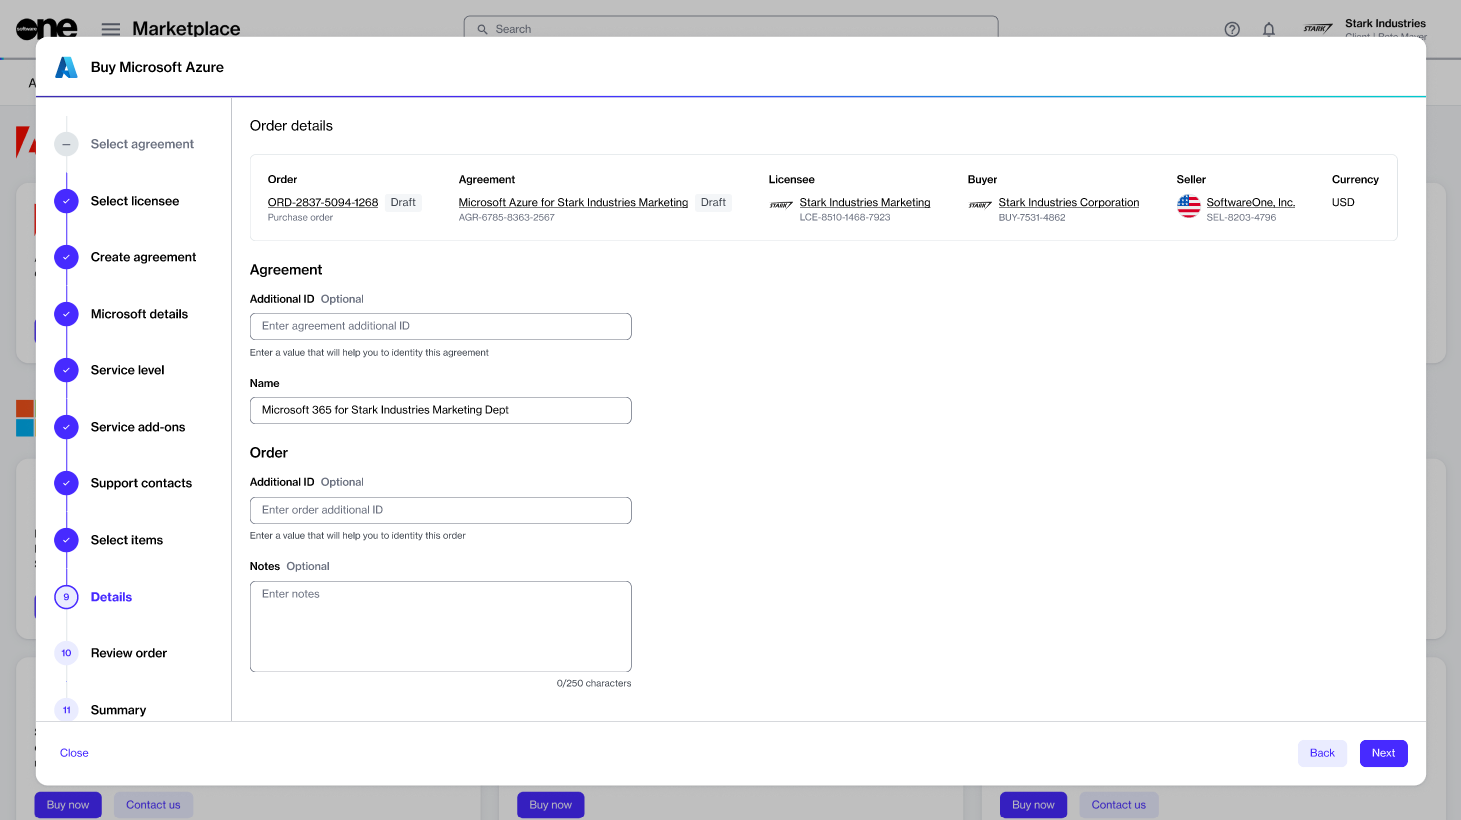 software one
Marketplace
Search
STARK
Stark Industries
Buy Microsoft Azure
Select agreement
Select licensee
Create agreement
Microsoft details
Service level
Service add-ons
Support contacts
Select items
9 Details
10 Review order
11 Summary
Order details
Order Agreement Licensee Buyer Seller Currency
ORD-2837-5094-1268 Draft Microsoft Azure for Stark Industries Marketing Draft STARK Stark Industries Marketing STARK Stark Industries Corporation SoftwareOne, Inc. USD
Purchase order AGR-6785-8363-2567 LCE-8510-1468-7923 BUY-7531-4862 SEL-8203-4796
Agreement
Additional ID Optional
Enter agreement additional ID
Enter a value that will help you to identity this agreement
Name
Microsoft 365 for Stark Industries Marketing Dept
Order
Additional ID Optional
Enter order additional ID
Enter a value that will help you to identity this order
Notes Optional
Enter notes
0/250 characters
Close Back Next
Buy now Contact us Buy now Buy now Contact us